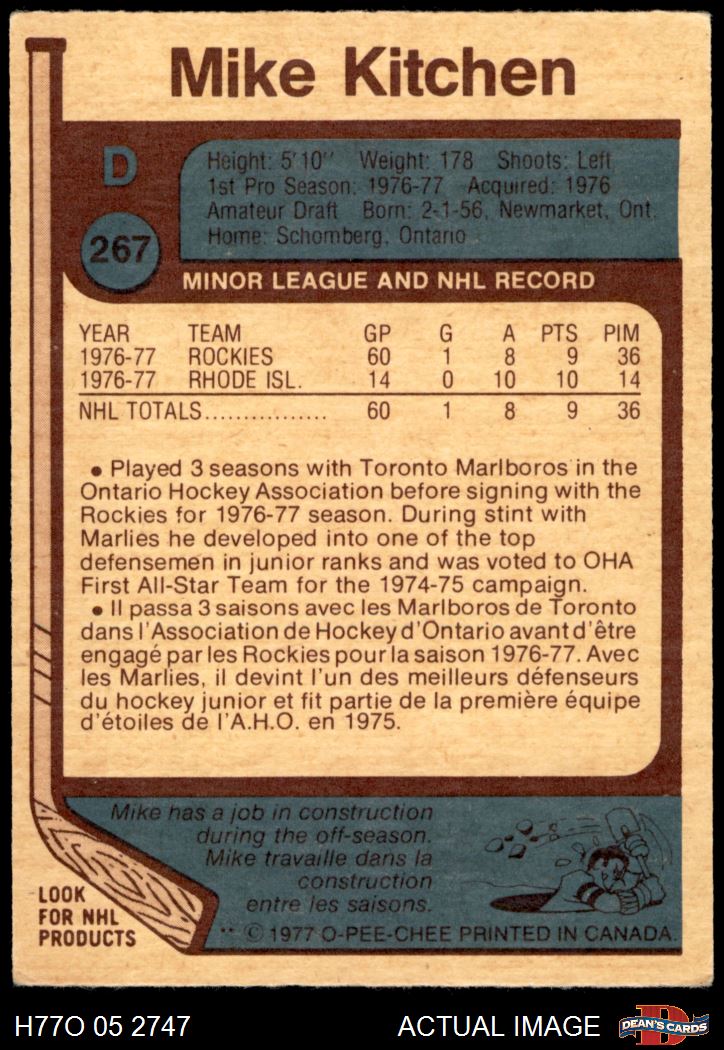 Mike Kitchen
D
267
Height: 5'10" Weight: 178 Shoots: Left
1st Pro Season: 1976-77 Acquired: 1976
Amateur Draft Born: 2-1-56, Newmarket, Ont.
Home: Schomberg, Ontario
MINOR LEAGUE AND NHL RECORD
YEAR TEAM GP G A PTS PIM
1976-77 ROCKIES 60 1 8 9 36
1976-77 RHODE ISL. 14 0 10 10 14
NHL TOTALS................ 60 1 8 9 36
• Played 3 seasons with Toronto Marlboros in the
Ontario Hockey Association before signing with the
Rockies for 1976-77 season. During stint with
Marlies he developed into one of the top
defensemen in junior ranks and was voted to OHA
First All-Star Team for the 1974-75 campaign.
• Il passa 3 saisons avec les Marlboros de Toronto
dans l'Association de Hockey d'Ontario avant d'être
engagé par les Rockies pour la saison 1976-77. Avec
les Marlies, il devint l'un des meilleurs défenseurs
du hockey junior et fit partie de la première équipe
d'étoiles de l'A.H.O. en 1975.
Mike has a job in construction
during the off-season.
Mike travaille dans la
construction
entre les saisons.
LOOK
FOR NHL
PRODUCTS
** © 1977 O-PEE-CHEE PRINTED IN CANADA.
H77O 05 2747
ACTUAL IMAGE
D
DEAN'S CARDS